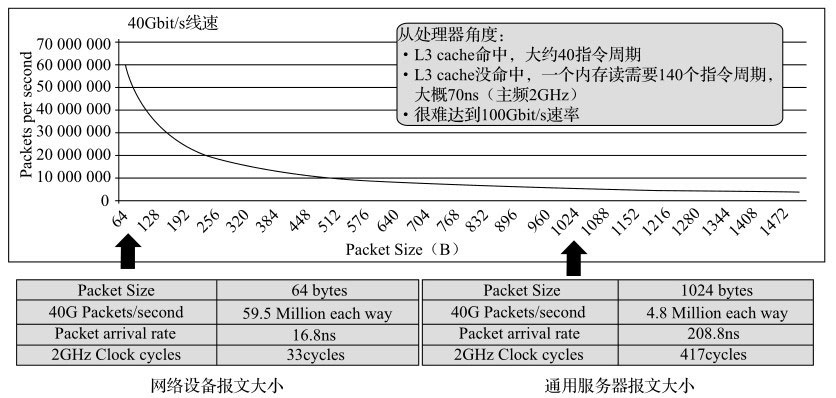 40Gbit/s线速
从处理器角度：
·L3 cache命中，大约40指令周期
·L3 cache没命中，一个内存读需要140个指令周期，
大概70ns（主频2GHz）
·很难达到100Gbit/s速率
Packets per second
70 000 000
60 000 000
50 000 000
40 000 000
30 000 000
20 000 000
10 000 000
0
64 128 192 256 320 384 448 512 576 640 704 768 832 896 960 1024 1088 1152 1216 1280 1344 1408 1472
Packet Size（B）
Packet Size 64 bytes
40G Packets/second 59.5 Million each way
Packet arrival rate 16.8ns
2GHz Clock cycles 33cycles
网络设备报文大小
Packet Size 1024 bytes
40G Packets/second 4.8 Million each way
Packet arrival rate 208.8ns
2GHz Clock cycles 417cycles
通用服务器报文大小